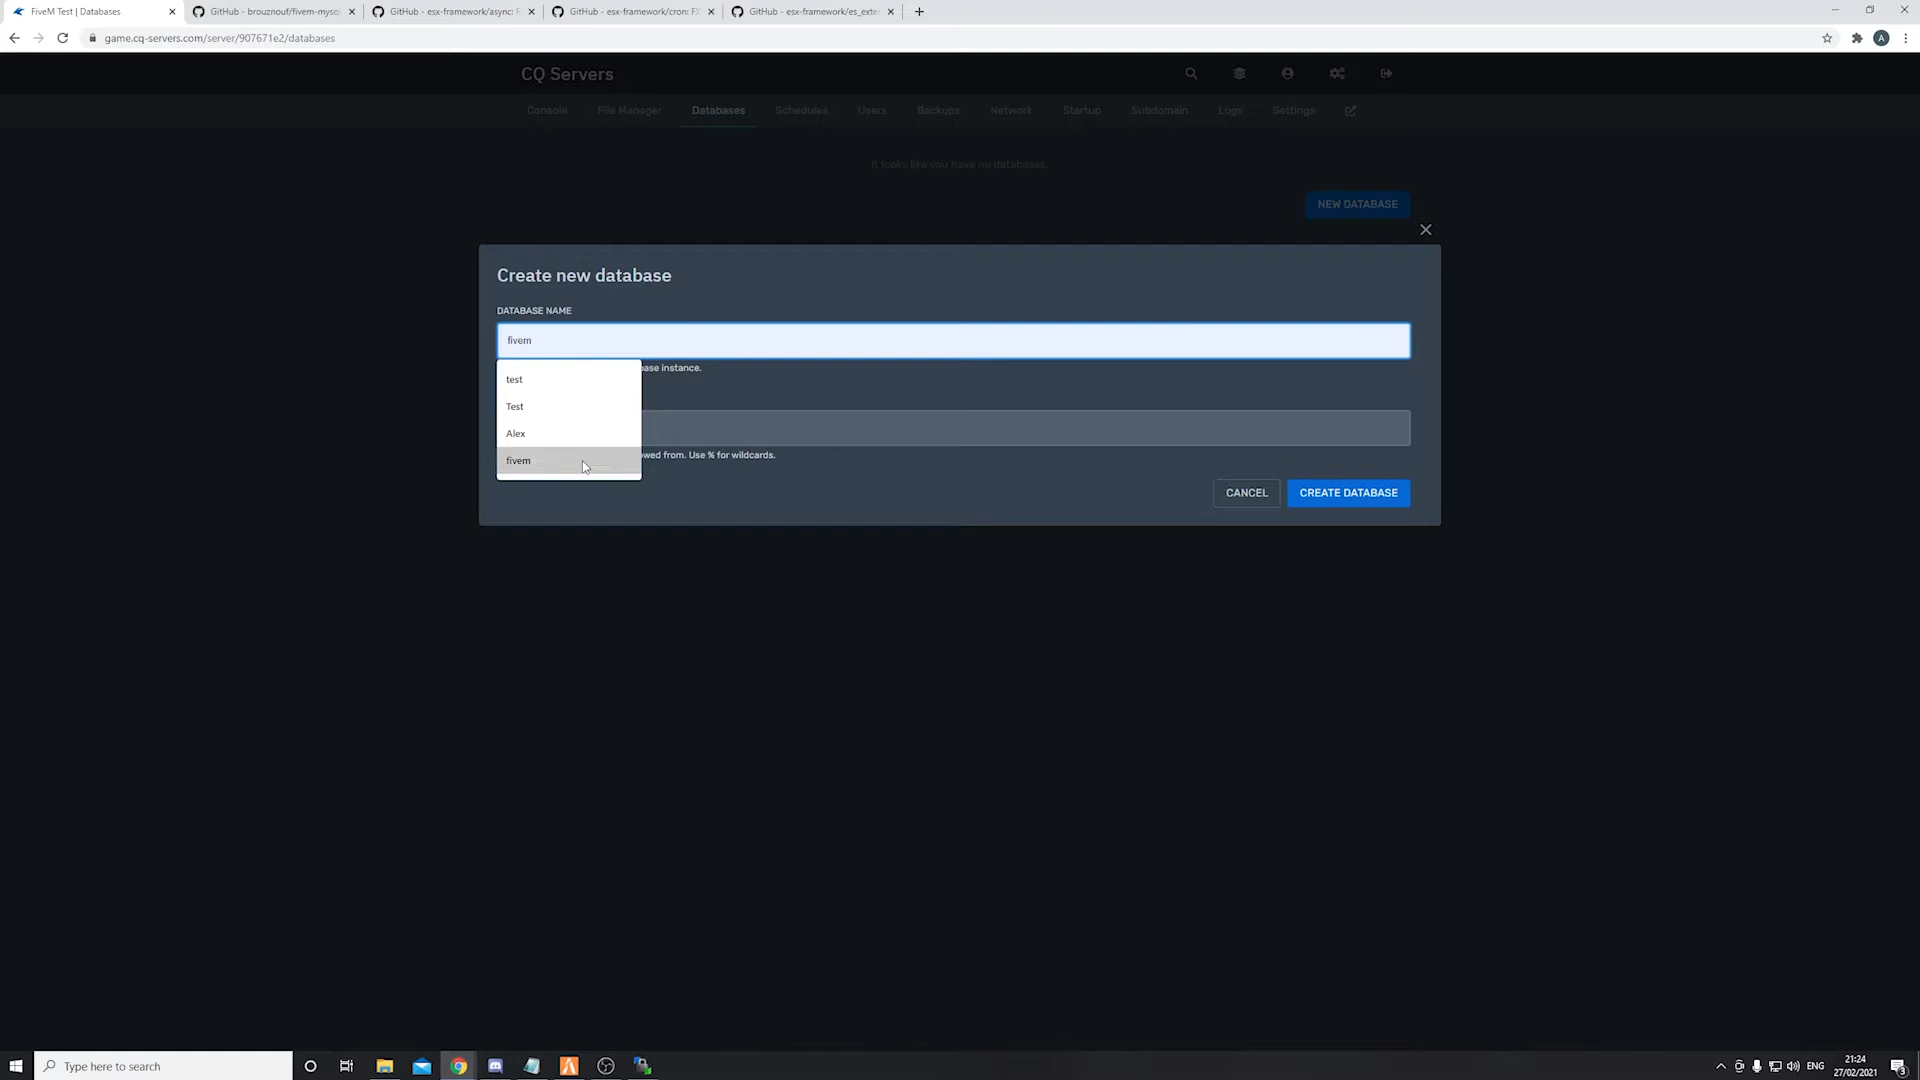 FiveM Test | Databases
GitHub - brouznouf/fivem-mysq
GitHub - esx-framework/async: F
GitHub - esx-framework/cron: FX
GitHub - esx-framework/es_exte
game.cq-servers.com/server/907671e2/databases
A
CQ Servers
Console File Manager Databases Schedules Users Backups Network Startup Subdomain Logs Settings
It looks like you have no databases.
NEW DATABASE
Create new database
DATABASE NAME
fivem
base instance.
test
Test
Alex
fivem
owed from. Use % for wildcards.
CANCEL CREATE DATABASE
Type here to search
ENG
21:24
27/02/2021
3